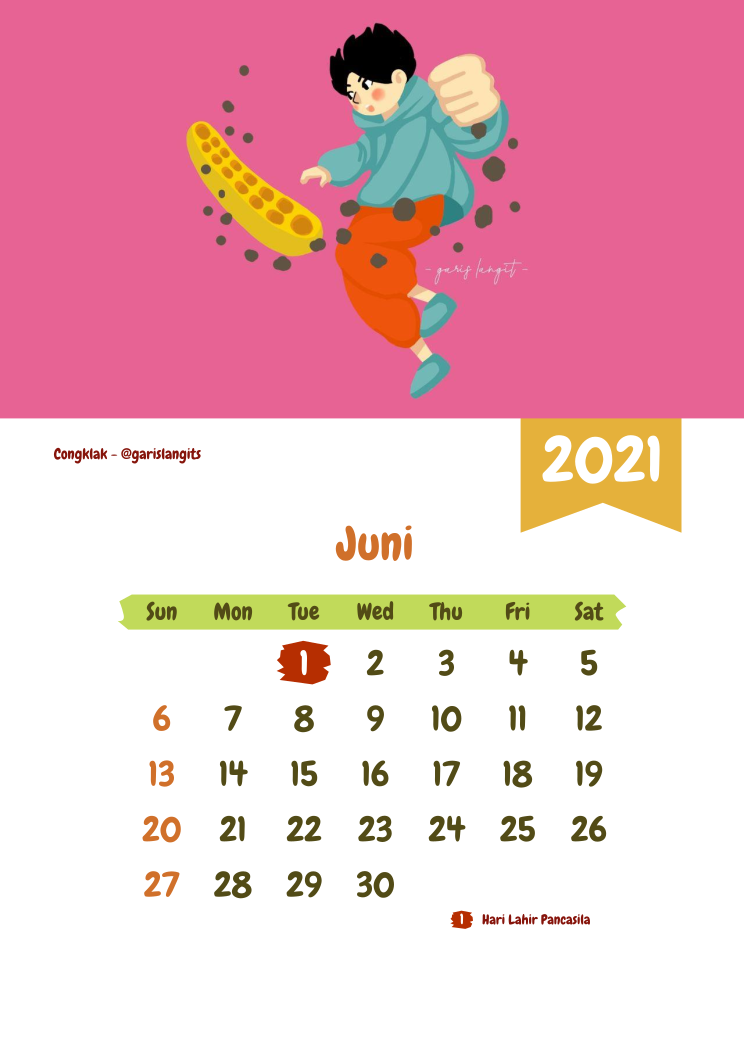 - garis langit -
Congklak - @garislangits
2021
Juni
Sun Mon Tue Wed Thu Fri Sat
1 2 3 4 5
6 7 8 9 10 11 12
13 14 15 16 17 18 19
20 21 22 23 24 25 26
27 28 29 30
1 Hari Lahir Pancasila